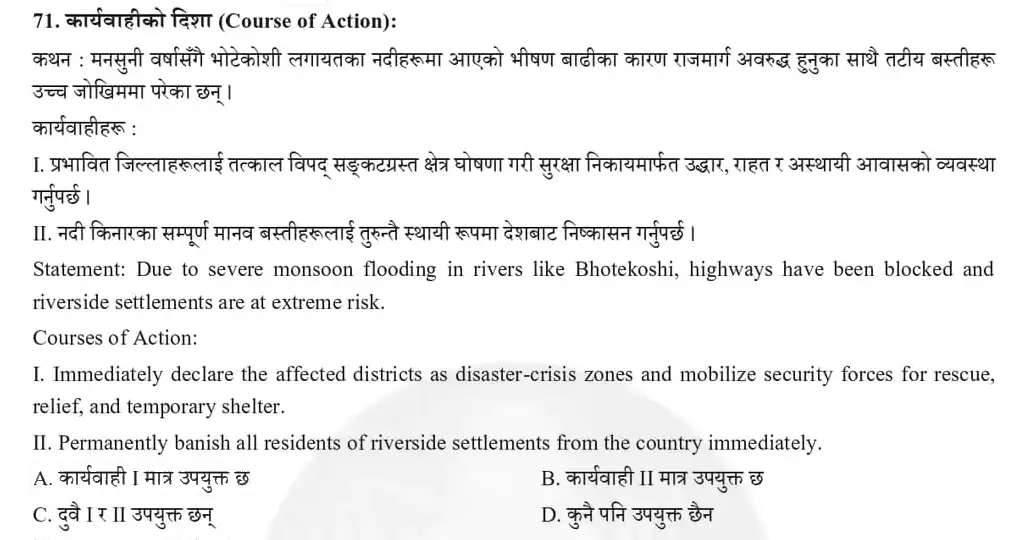 71. कार्यवाहीको दिशा (Course of Action):
कथन : मनसुनी वर्षासँगै भोटेकोशी लगायतका नदीहरूमा आएको भीषण बाढीका कारण राजमार्ग अवरुद्ध हुनुका साथै तटीय बस्तीहरू
उच्च जोखिममा परेका छन्।
कार्यवाहीहरू :
I. प्रभावित जिल्लाहरूलाई तत्काल विपद् सङ्कटग्रस्त क्षेत्र घोषणा गरी सुरक्षा निकायमार्फत उद्धार, राहत र अस्थायी आवासको व्यवस्था
गर्नुपर्छ।
II. नदी किनारका सम्पूर्ण मानव बस्तीहरूलाई तुरुन्तै स्थायी रूपमा देशबाट निष्कासन गर्नुपर्छ।
Statement: Due to severe monsoon flooding in rivers like Bhotekoshi, highways have been blocked and
riverside settlements are at extreme risk.
Courses of Action:
I. Immediately declare the affected districts as disaster-crisis zones and mobilize security forces for rescue,
relief, and temporary shelter.
II. Permanently banish all residents of riverside settlements from the country immediately.
A. कार्यवाही I मात्र उपयुक्त छ B. कार्यवाही II मात्र उपयुक्त छ
C. दुवै I र II उपयुक्त छन् D. कुनै पनि उपयुक्त छैन